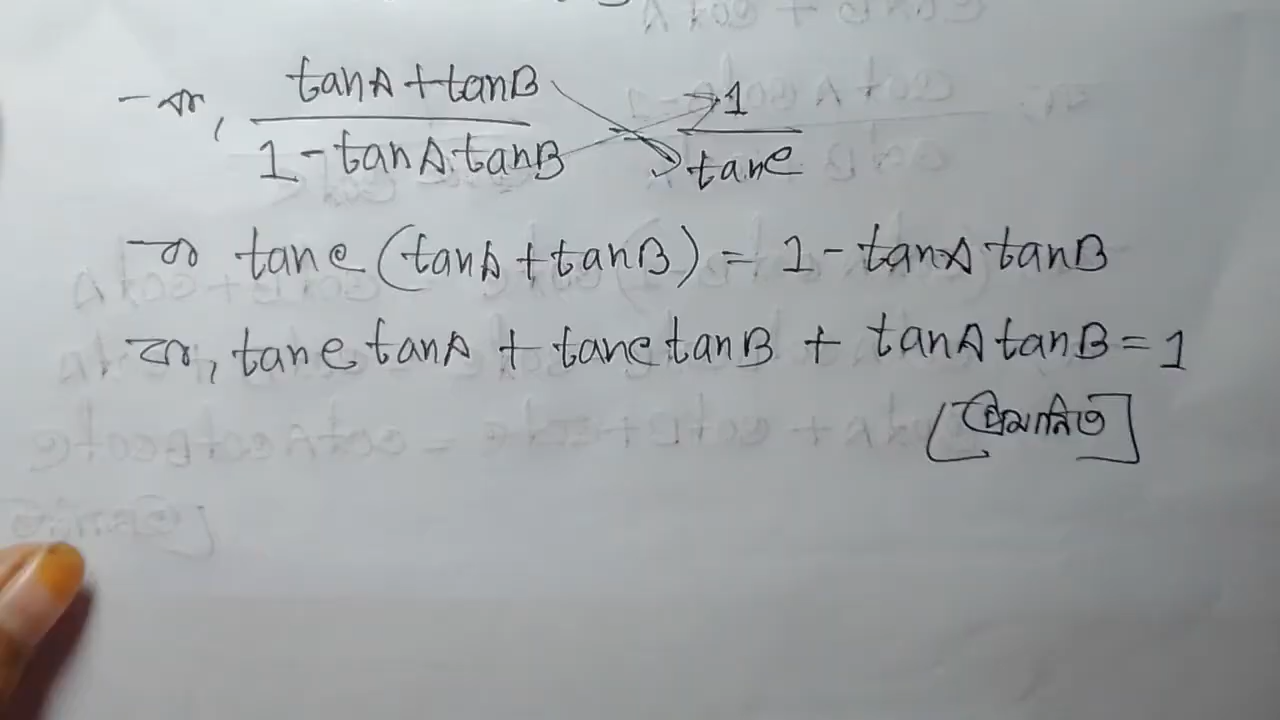 বা, tanA + tanB / 1 - tanA.tanB = 1 / tanC
বা tanC (tanA + tanB) = 1 - tanA tanB
বা, tanC tanA + tanC tanB + tanA tanB = 1
[প্রমাণিত]